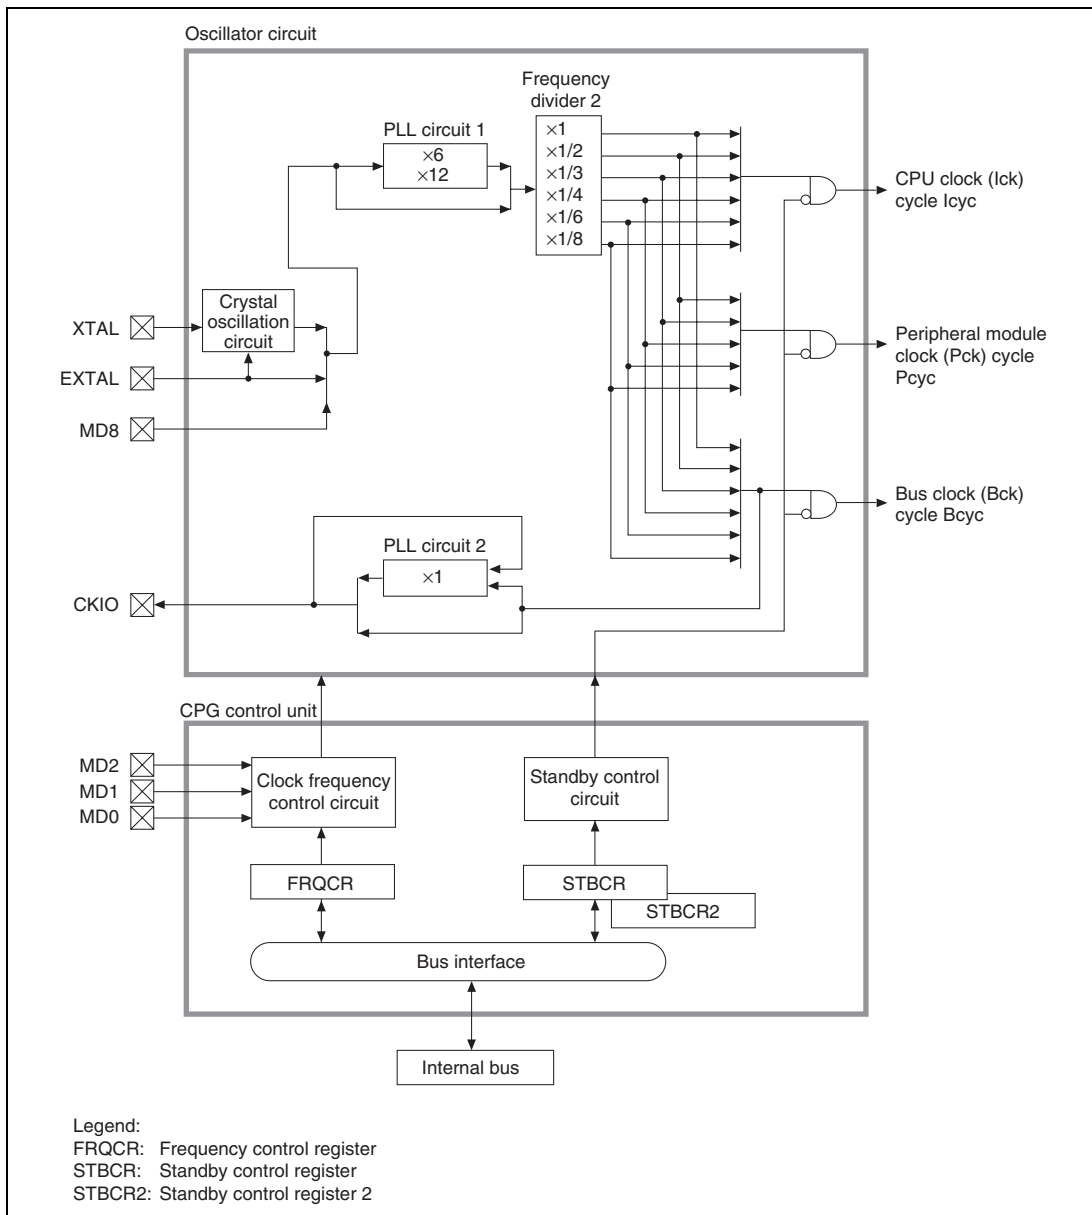 Oscillator circuit
Frequency
divider 2
PLL circuit 1
×6
×12
×1
×1/2
×1/3
×1/4
×1/6
×1/8
CPU clock (Ick)
cycle Icyc
Crystal
oscillation
circuit
XTAL
EXTAL
MD8
Peripheral module
clock (Pck) cycle
Pcyc
Bus clock (Bck)
cycle Bcyc
PLL circuit 2
×1
CKIO
CPG control unit
MD2
MD1
MD0
Clock frequency
control circuit
Standby control
circuit
FRQCR
STBCR
STBCR2
Bus interface
Internal bus
Legend:
FRQCR: Frequency control register
STBCR: Standby control register
STBCR2: Standby control register 2